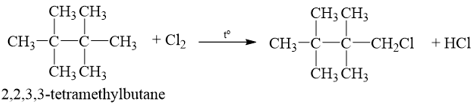 CH₃ CH₃ CH₃ CH₃
CH₃–C–C–CH₃ + Cl₂ t° CH₃–C–C–CH₂Cl + HCl
CH₃ CH₃ CH₃ CH₃
2,2,3,3-tetramethylbutane